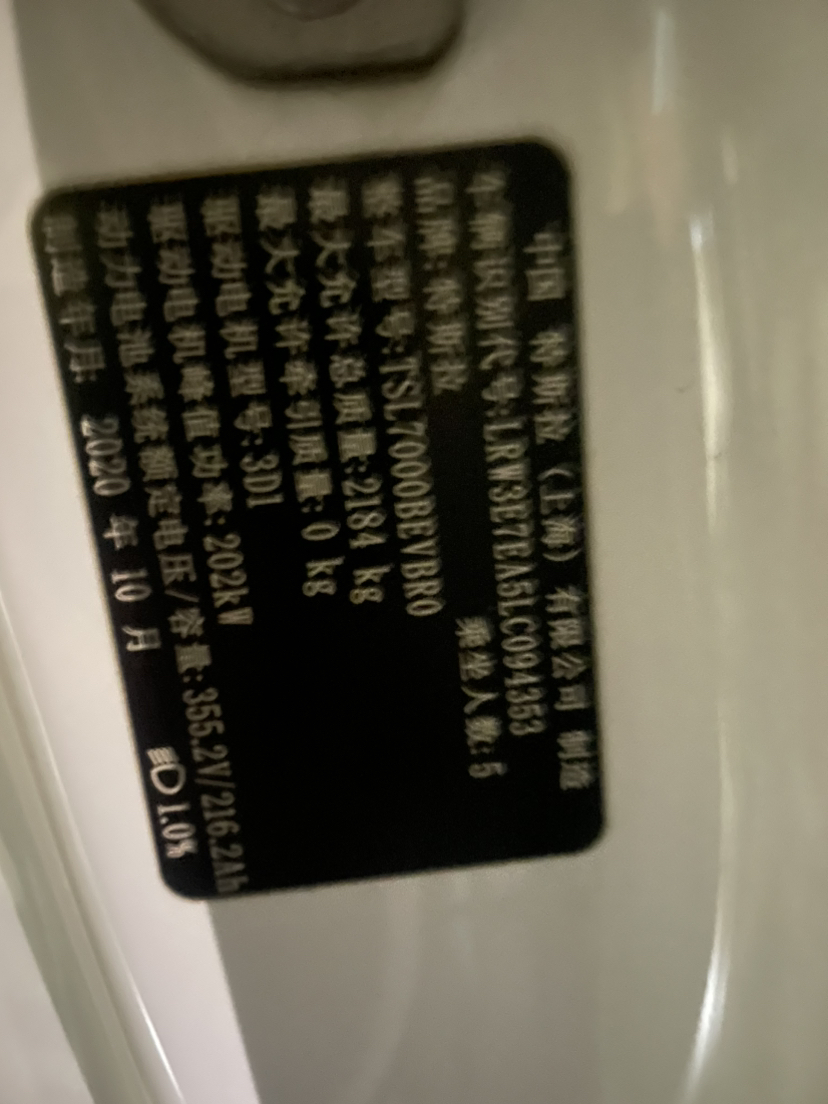 中国 特斯拉（上海）有限公司 制造
车辆识别代号:LRW3E7EA5LC094353
品牌:特斯拉 乘坐人数:5
整车型号:TSL7000BEVBR0
最大允许总质量:2184 kg
最大允许牵引质量:0 kg
驱动电机型号:3D1
驱动电机峰值功率:202kW
动力电池系统额定电压/容量:355.2V/216.2Ah
制造年月: 2020 年 10 月 1.0%